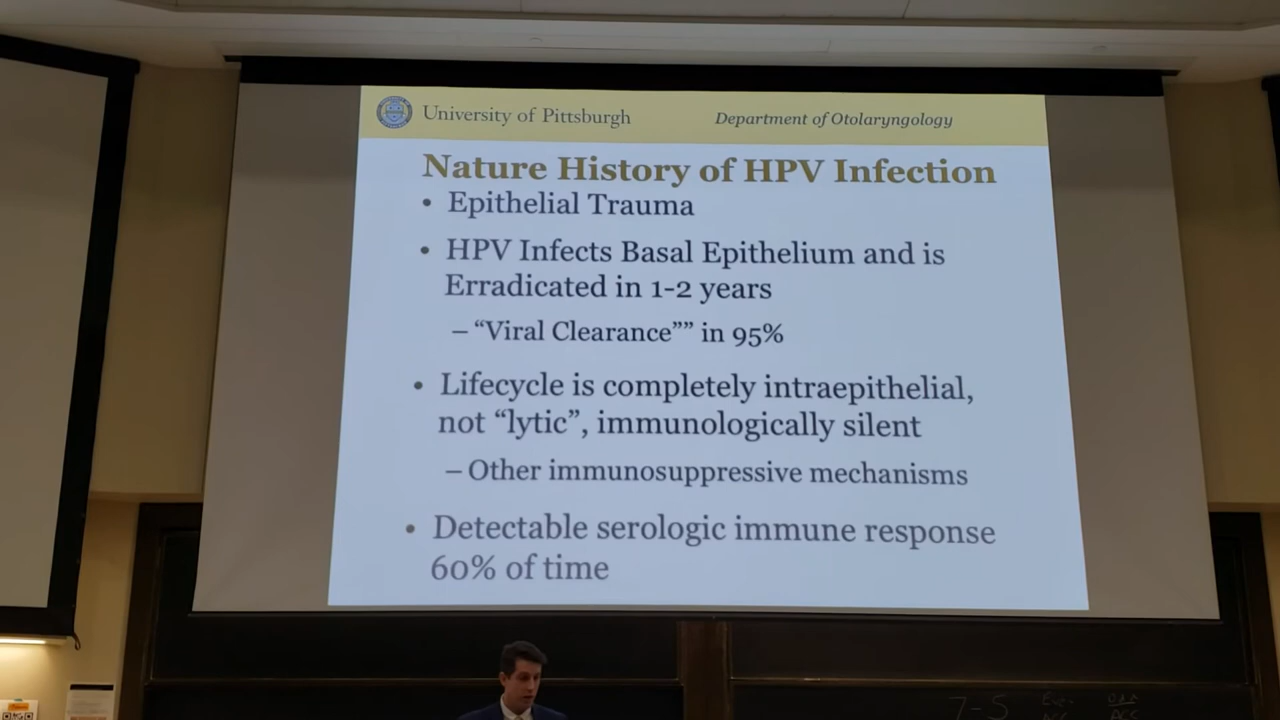 University of Pittsburgh
Department of Otolaryngology
Nature History of HPV Infection
• Epithelial Trauma
• HPV Infects Basal Epithelium and is
Erradicated in 1-2 years
– “Viral Clearance”” in 95%
• Lifecycle is completely intraepithelial,
not “lytic”, immunologically silent
– Other immunosuppressive mechanisms
• Detectable serologic immune response
60% of time
7-5